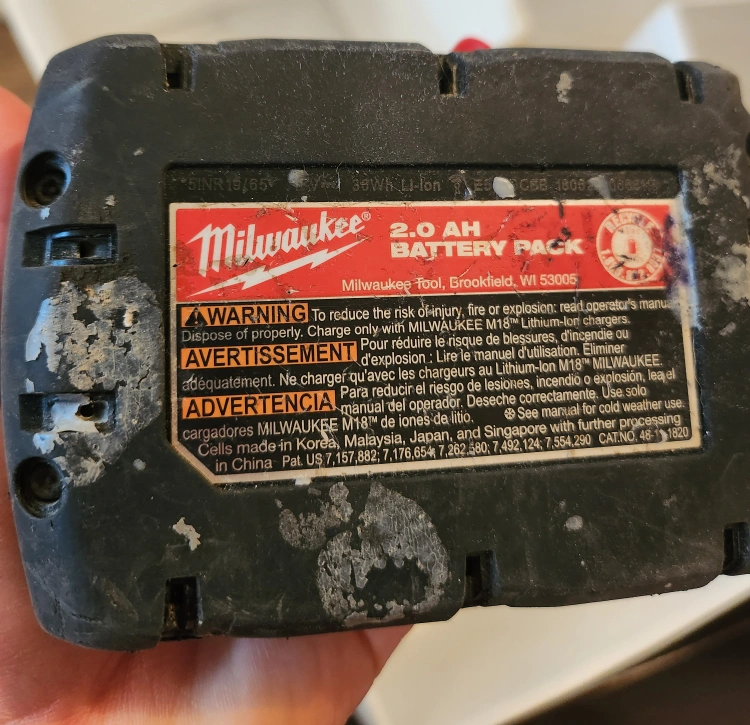 36Wh Li-Ion
Milwaukee®
2.0 AH
BATTERY PACK
RECYCLE
Milwaukee Tool, Brookfield, WI 53005
⚠WARNING To reduce the risk of injury, fire or explosion: read operator's manual
Dispose of properly. Charge only with MILWAUKEE M18™ Lithium-Ion chargers.
AVERTISSEMENT Pour réduire le risque de blessures, d'incendie ou
d'explosion : Lire le manuel d'utilisation. Éliminer
adéquatement. Ne charger qu'avec les chargeurs au Lithium-Ion M18™ MILWAUKEE.
ADVERTENCIA Para reducir el riesgo de lesiones, incendio o explosión, lea el
manual del operador. Deseche correctamente. Use solo
cargadores MILWAUKEE M18™ de iones de litio. See manual for cold weather use.
Cells made in Korea, Malaysia, Japan, and Singapore with further processing
in China Pat. US 7,157,882; 7,176,654; 7,262,580; 7,492,124; 7,554,290 CAT.NO. 48-11-1820